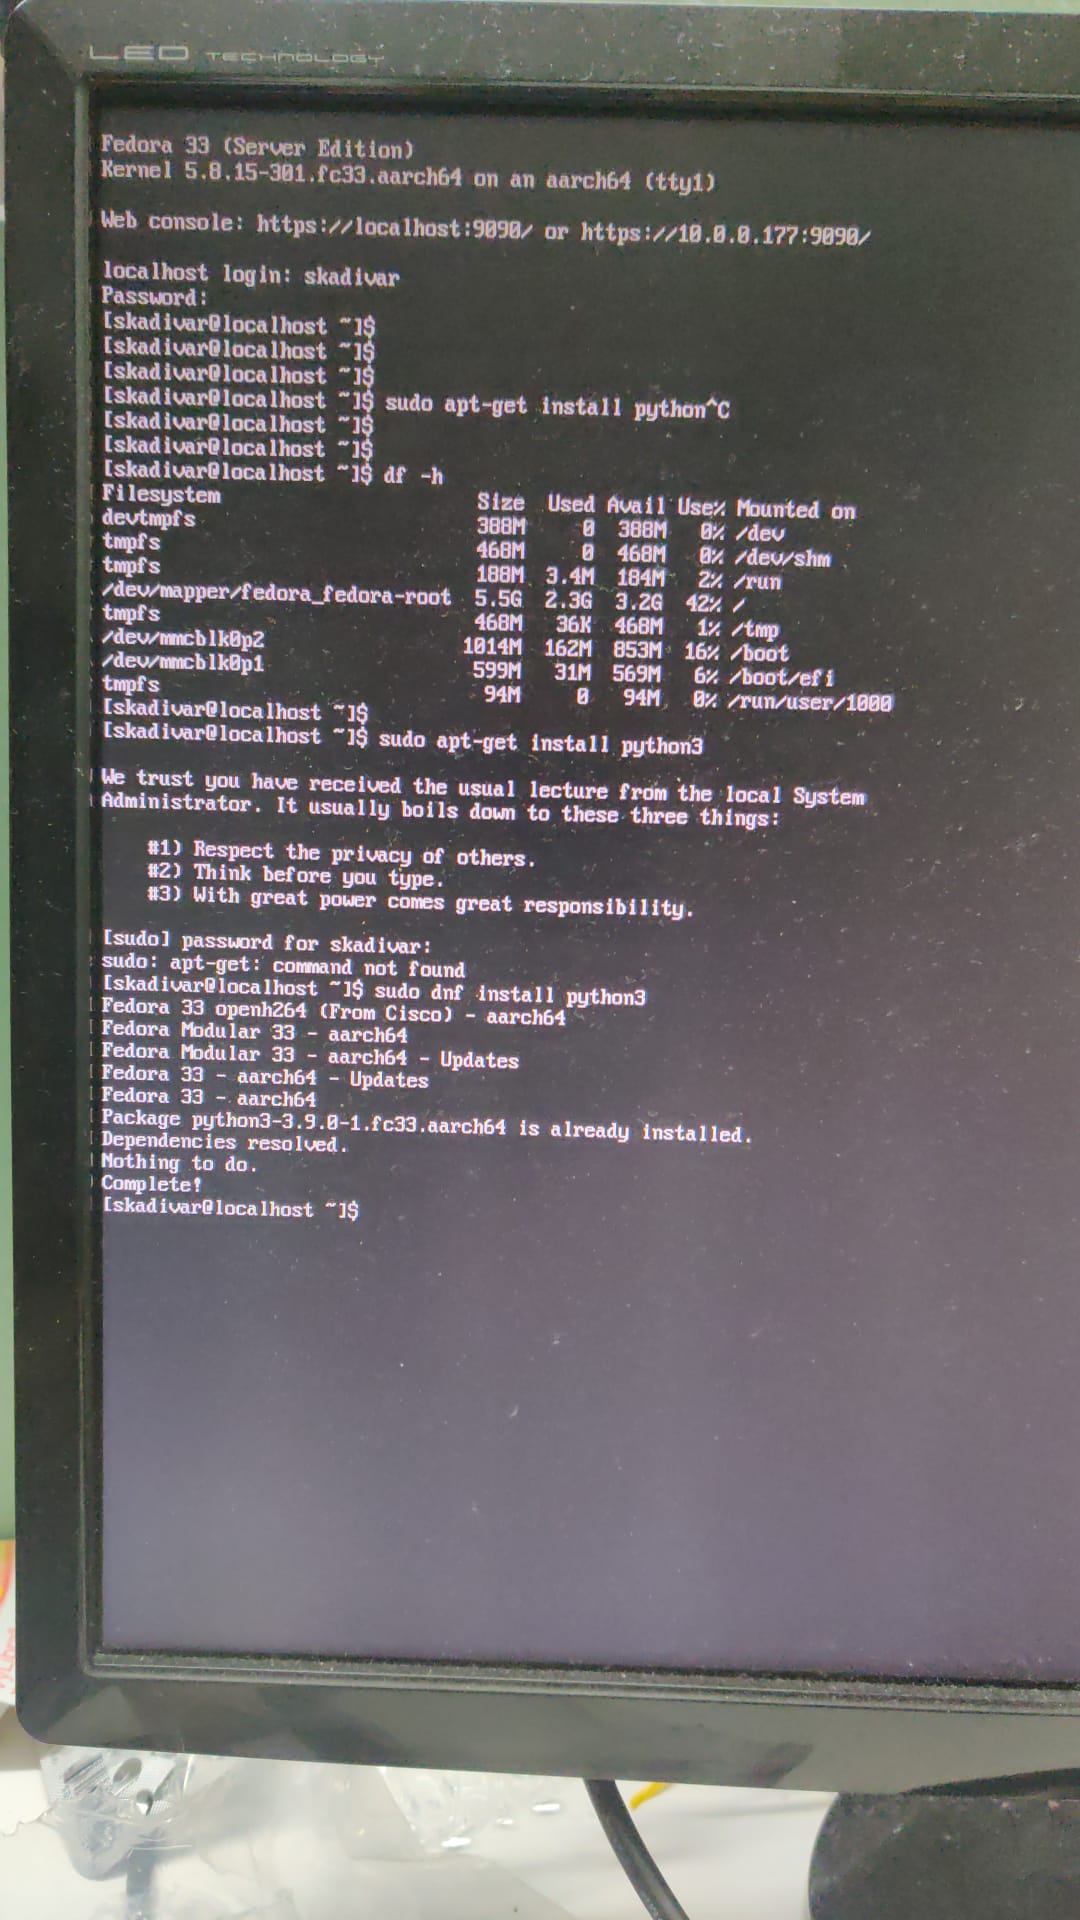 LED TECHNOLOGY
Fedora 33 (Server Edition)
Kernel 5.8.15-301.fc33.aarch64 on an aarch64 (tty1)
Web console: https://localhost:9090/ or https://10.0.0.177:9090/
localhost login: skadivar
Password:
[skadivar@localhost ~]$
[skadivar@localhost ~]$
[skadivar@localhost ~]$
[skadivar@localhost ~]$ sudo apt-get install python^C
[skadivar@localhost ~]$
[skadivar@localhost ~]$
[skadivar@localhost ~]$ df -h
Filesystem Size Used Avail Use% Mounted on
devtmpfs 388M 0 388M 0% /dev
tmpfs 468M 0 468M 0% /dev/shm
tmpfs 188M 3.4M 184M 2% /run
/dev/mapper/fedora_fedora-root 5.5G 2.3G 3.2G 42% /
tmpfs 468M 36K 468M 1% /tmp
/dev/mmcblk0p2 1014M 162M 853M 16% /boot
/dev/mmcblk0p1 599M 31M 569M 6% /boot/efi
tmpfs 94M 0 94M 0% /run/user/1000
[skadivar@localhost ~]$
[skadivar@localhost ~]$ sudo apt-get install python3
We trust you have received the usual lecture from the local System
Administrator. It usually boils down to these three things:
#1) Respect the privacy of others.
#2) Think before you type.
#3) With great power comes great responsibility.
[sudo] password for skadivar:
sudo: apt-get: command not found
[skadivar@localhost ~]$ sudo dnf install python3
Fedora 33 openh264 (From Cisco) - aarch64
Fedora Modular 33 - aarch64
Fedora Modular 33 - aarch64 - Updates
Fedora 33 - aarch64 - Updates
Fedora 33 - aarch64
Package python3-3.9.0-1.fc33.aarch64 is already installed.
Dependencies resolved.
Nothing to do.
Complete!
[skadivar@localhost ~]$